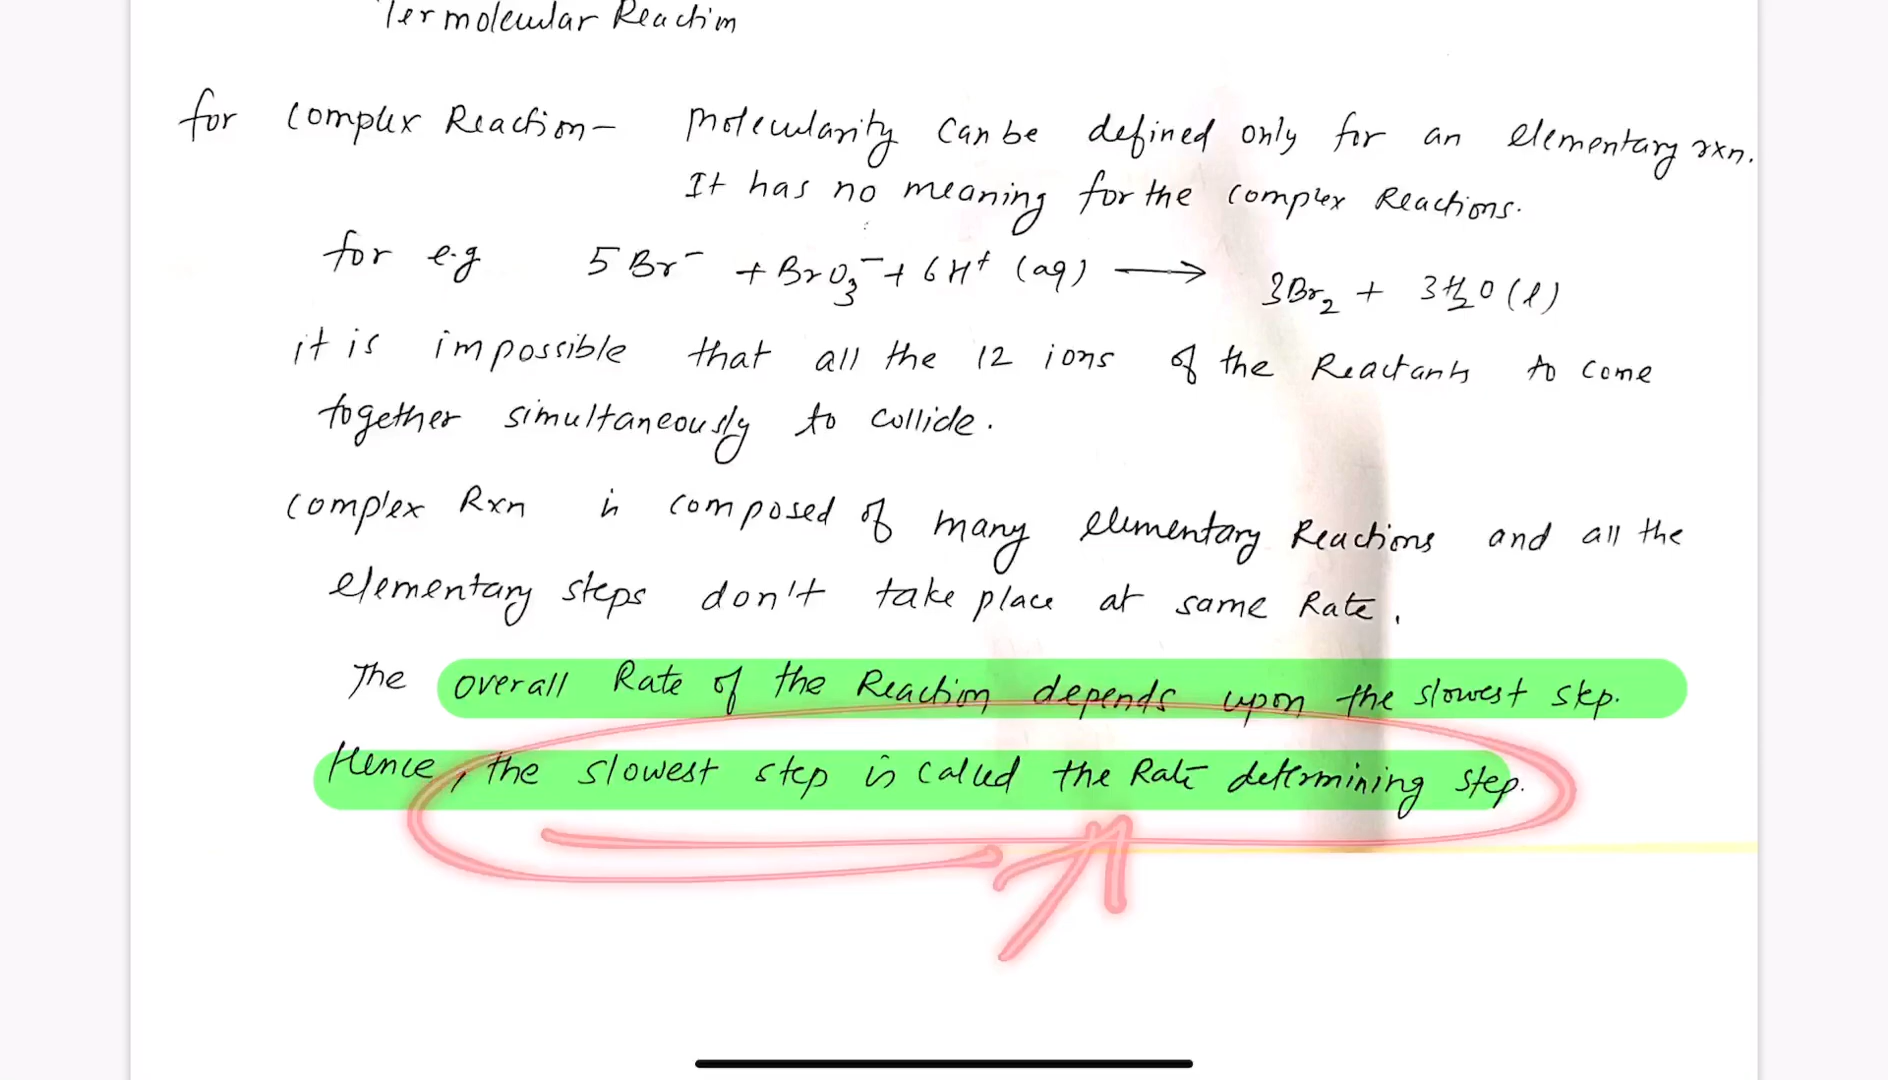 Termolecular Reaction
for Complex Reaction- Molecularity can be defined only for an elementary rxn.
It has no meaning for the complex Reactions.
for e.g 5Br⁻ + BrO₃⁻ + 6H⁺ (aq) ⟶ 3Br₂ + 3H₂O (l)
it is impossible that all the 12 ions of the Reactants to come
together simultaneously to collide.
Complex Rxn is composed of many elementary Reactions and all the
elementary steps don't take place at same Rate.
The overall Rate of the Reaction depends upon the slowest step.
Hence, the slowest step is called the Rate determining step.